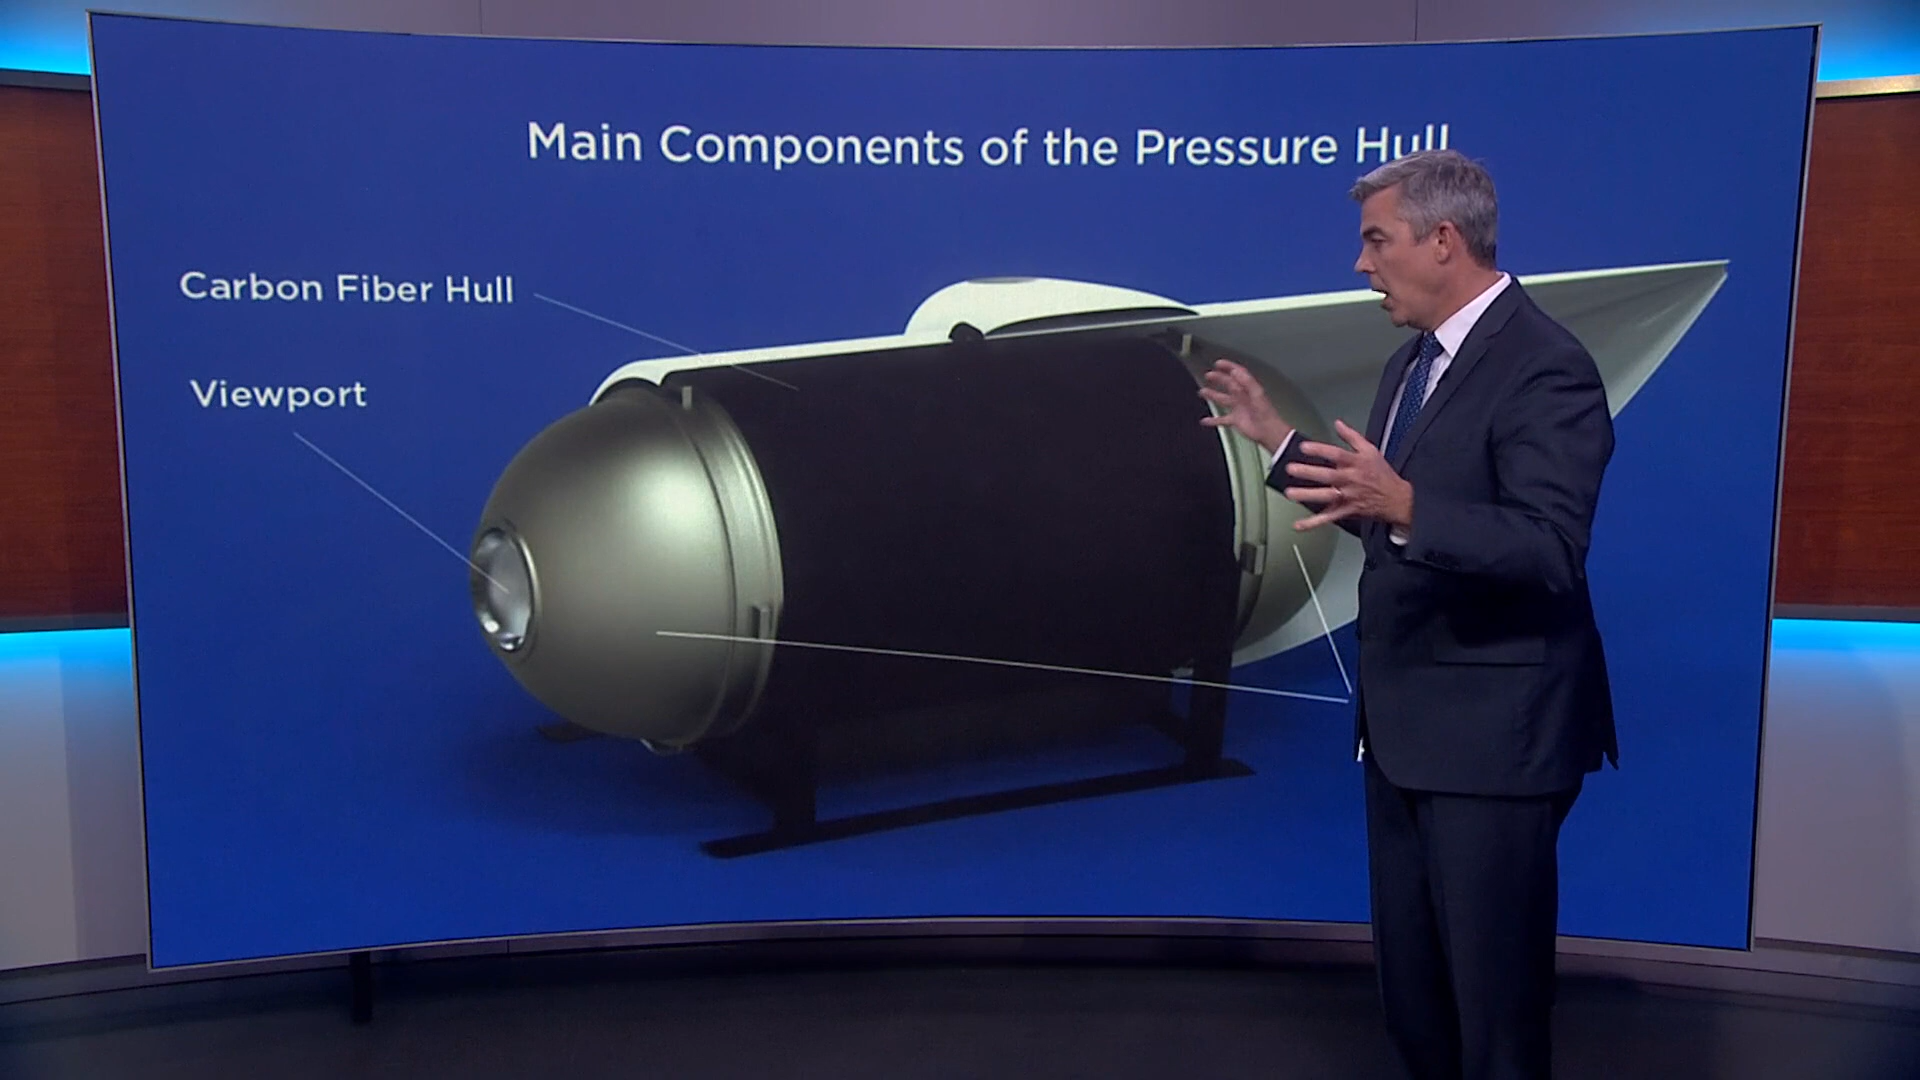 Main Components of the Pressure Hull
Carbon Fiber Hull
Viewport